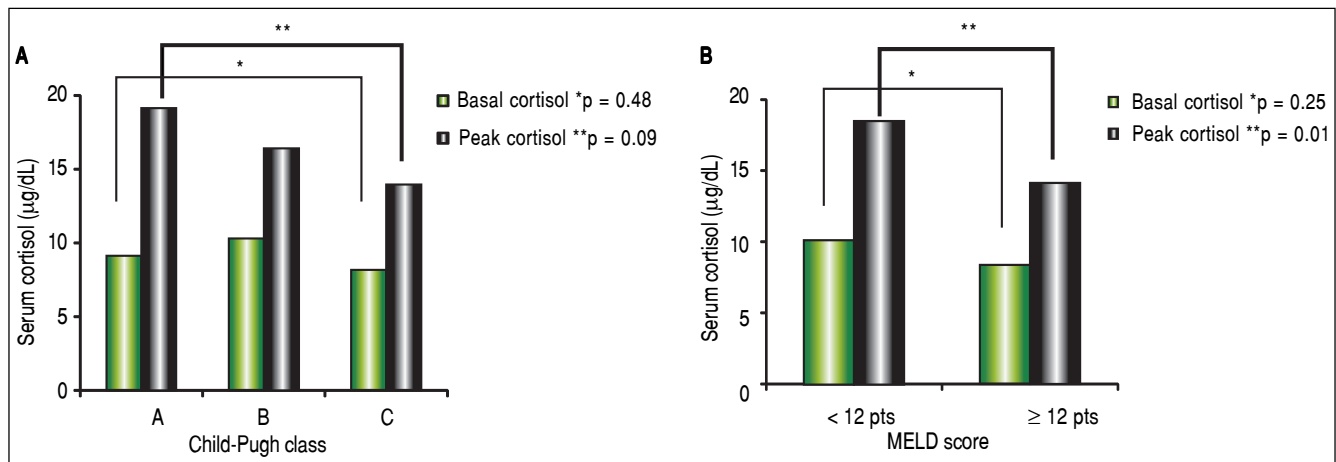 A
**
*
20
15
10
5
0
Serum cortisol (µg/dL)
A B C
Child-Pugh class
Basal cortisol *p = 0.48
Peak cortisol **p = 0.09
B
**
*
20
15
10
5
0
Serum cortisol (µg/dL)
< 12 pts ≥ 12 pts
MELD score
Basal cortisol *p = 0.25
Peak cortisol **p = 0.01